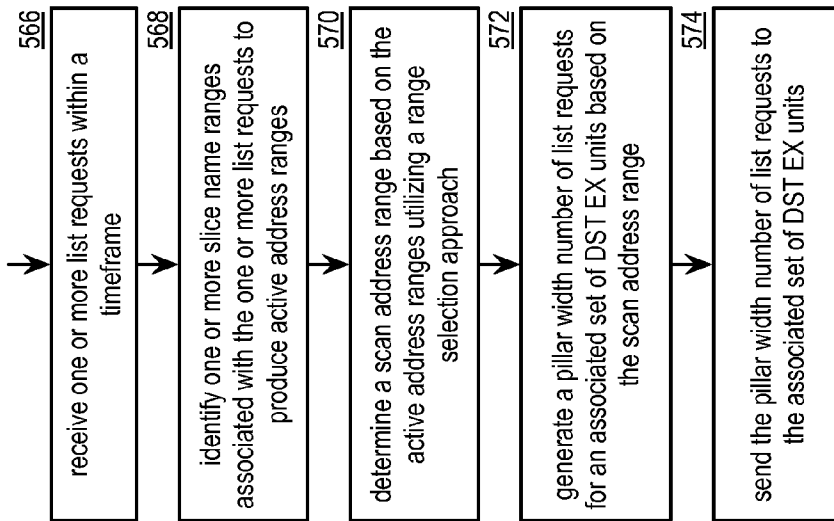 566
receive one or more list requests within a
timeframe
568
identify one or more slice name ranges
associated with the one or more list requests to
produce active address ranges
570
determine a scan address range based on the
active address ranges utilizing a range
selection approach
572
generate a pillar width number of list requests
for an associated set of DST EX units based on
the scan address range
574
send the pillar width number of list requests to
the associated set of DST EX units